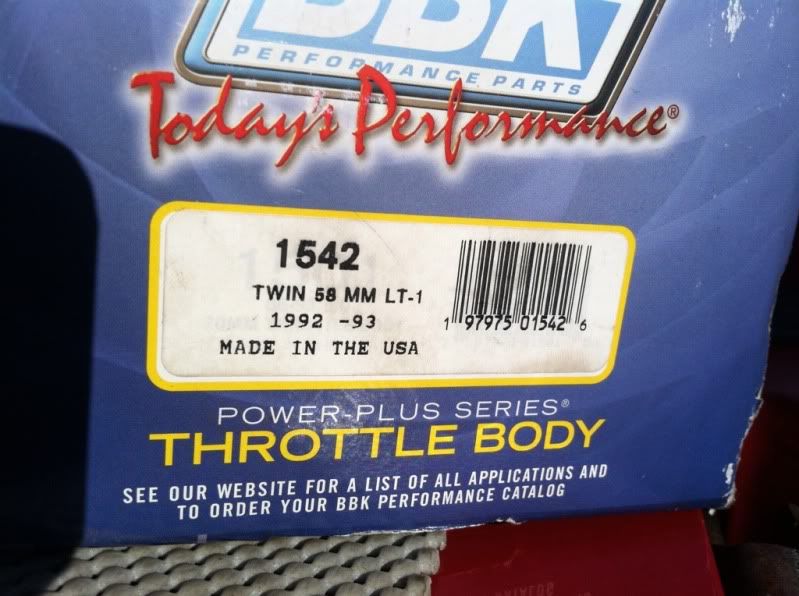 BBK
PERFORMANCE PARTS
Today's Performance®
1542
TWIN 58 MM LT-1
1992 -93
MADE IN THE USA
1 97975 01542 6
POWER-PLUS SERIES®
THROTTLE BODY
SEE OUR WEBSITE FOR A LIST OF ALL APPLICATIONS AND
TO ORDER YOUR BBK PERFORMANCE CATALOG